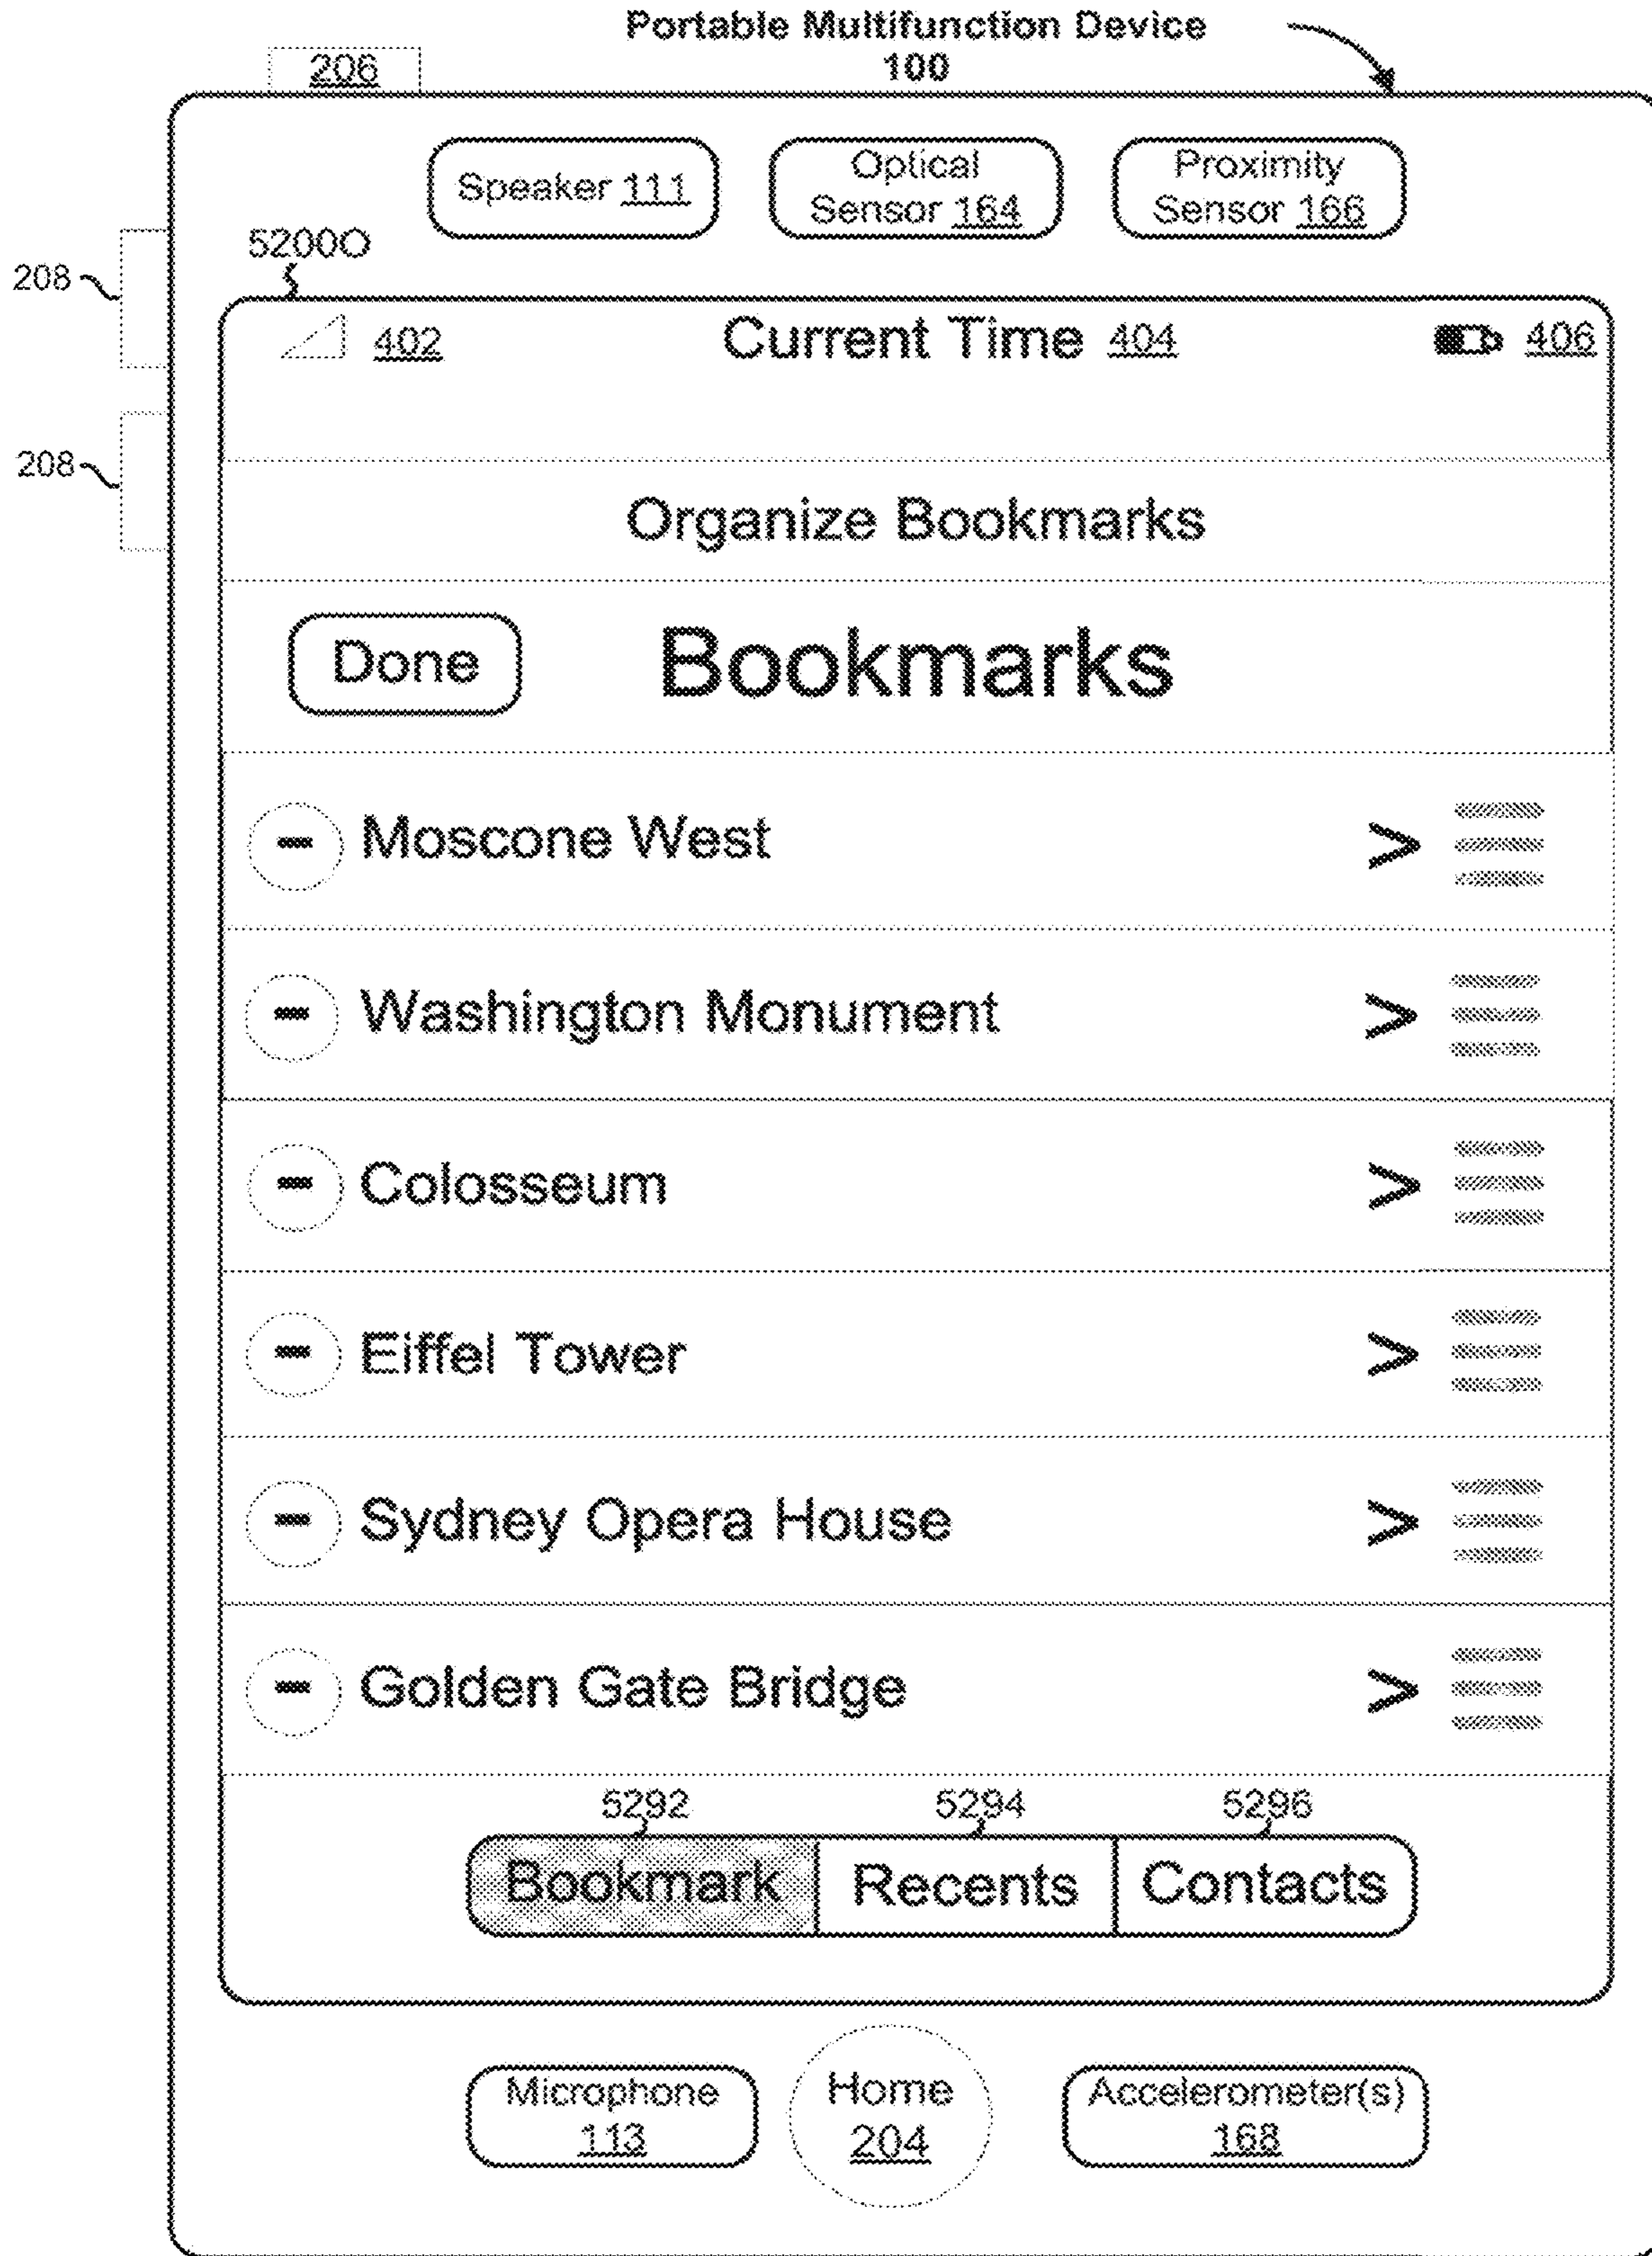 Portable Multifunction Device
100
206
Speaker 111
Optical
Sensor 164
Proximity
Sensor 166
5200O
208
402
Current Time 404
406
208
Organize Bookmarks
Done
Bookmarks
- Moscone West >
- Washington Monument >
- Colosseum >
- Eiffel Tower >
- Sydney Opera House >
- Golden Gate Bridge >
5292
5294
5296
Bookmark
Recents
Contacts
Microphone
113
Home
204
Accelerometer(s)
168